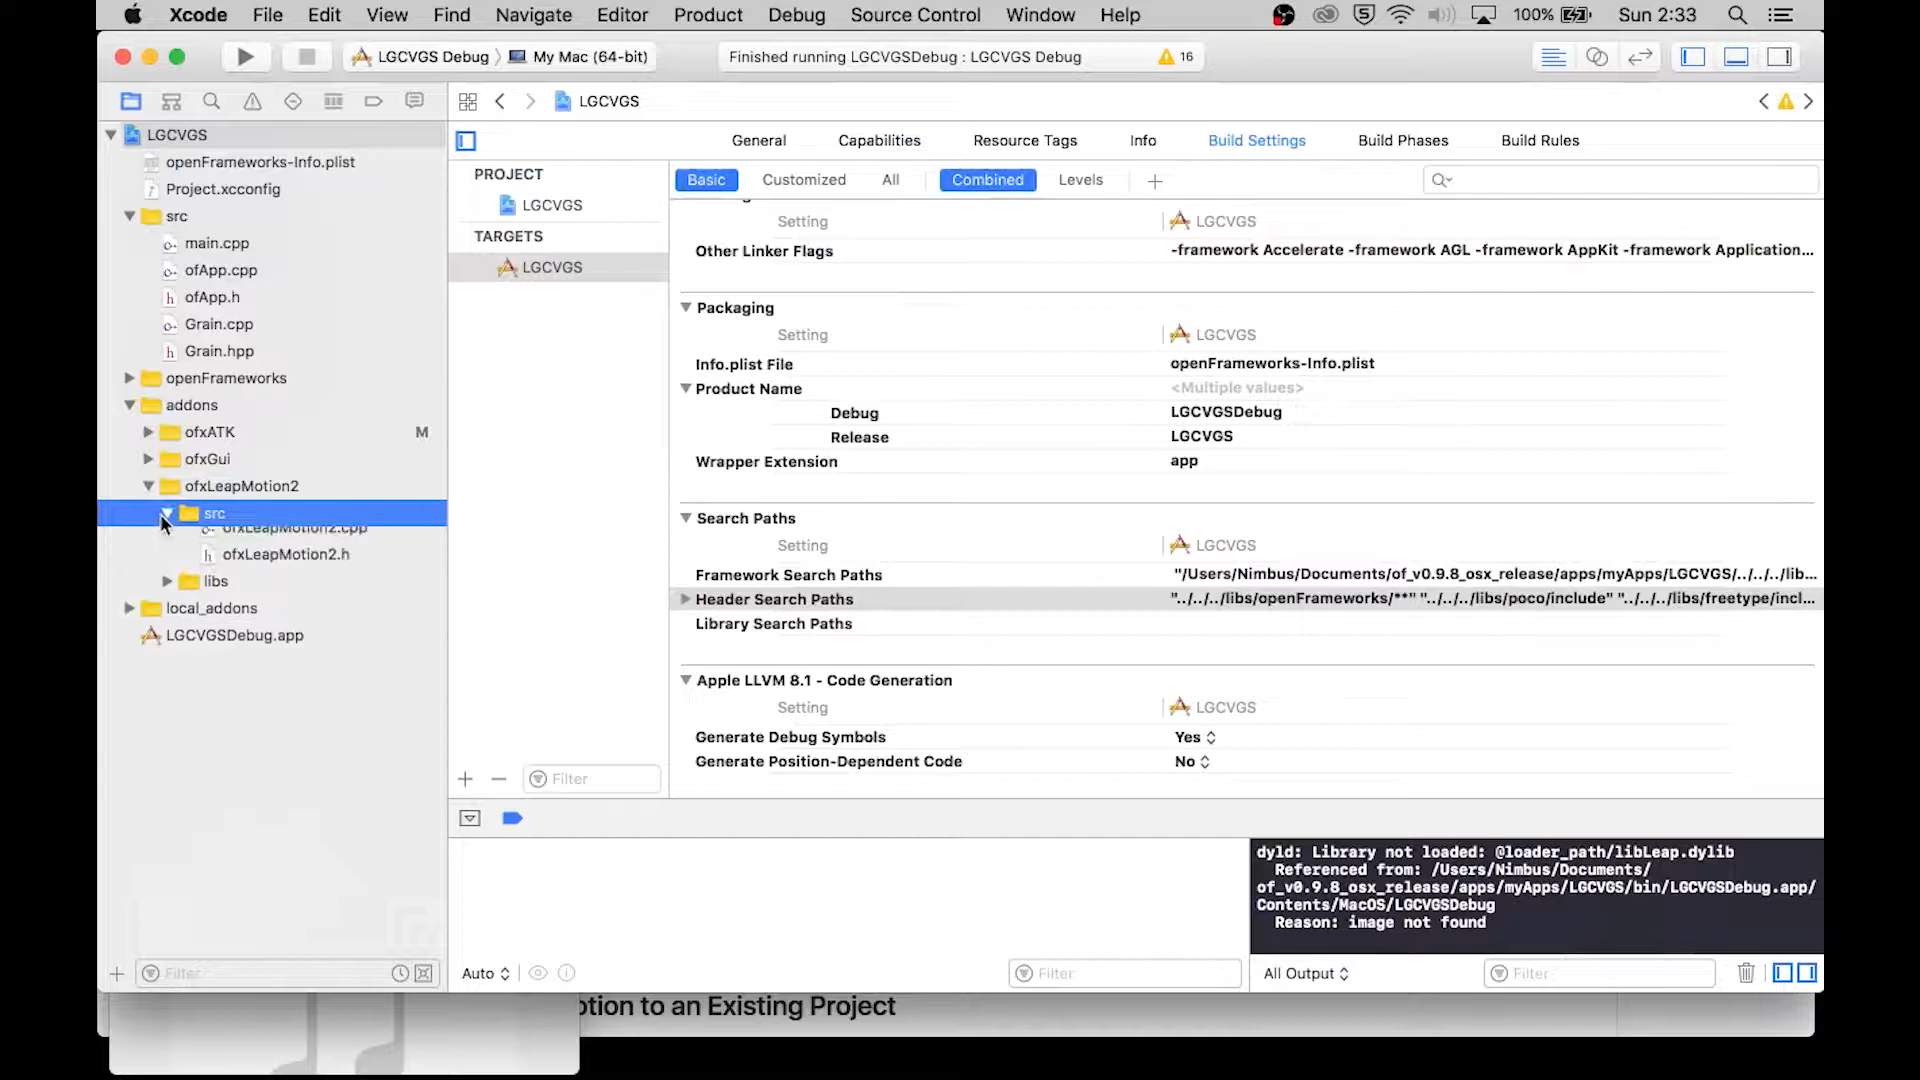 Xcode File Edit View Find Navigate Editor Product Debug Source Control Window Help 5 100% Sun 2:33
LGCVGS Debug My Mac (64-bit) Finished running LGCVGSDebug : LGCVGS Debug 16
LGCVGS
General Capabilities Resource Tags Info Build Settings Build Phases Build Rules
LGCVGS
openFrameworks-Info.plist
Project.xcconfig
src
main.cpp
ofApp.cpp
h ofApp.h
Grain.cpp
h Grain.hpp
openFrameworks
addons
ofxATK M
ofxGui
ofxLeapMotion2
src
ofxLeapMotion2.cpp
h ofxLeapMotion2.h
libs
local_addons
LGCVGSDebug.app
Filter
PROJECT
LGCVGS
TARGETS
LGCVGS
Filter
Basic Customized All Combined Levels
Setting LGCVGS
Other Linker Flags -framework Accelerate -framework AGL -framework AppKit -framework Application...
Packaging
Setting LGCVGS
Info.plist File openFrameworks-Info.plist
Product Name <Multiple values>
Debug LGCVGSDebug
Release LGCVGS
Wrapper Extension app
Search Paths
Setting LGCVGS
Framework Search Paths "/Users/Nimbus/Documents/of_v0.9.8_osx_release/apps/myApps/LGCVGS/../../../lib...
Header Search Paths "../../../libs/openFrameworks/**" "../../../libs/poco/include" "../../../libs/freetype/incl...
Library Search Paths
Apple LLVM 8.1 - Code Generation
Setting LGCVGS
Generate Debug Symbols Yes
Generate Position-Dependent Code No
dyld: Library not loaded: @loader_path/libLeap.dylib
Referenced from: /Users/Nimbus/Documents/
of_v0.9.8_osx_release/apps/myApps/LGCVGS/bin/LGCVGSDebug.app/
Contents/MacOS/LGCVGSDebug
Reason: image not found
Auto Filter All Output Filter
otion to an Existing Project